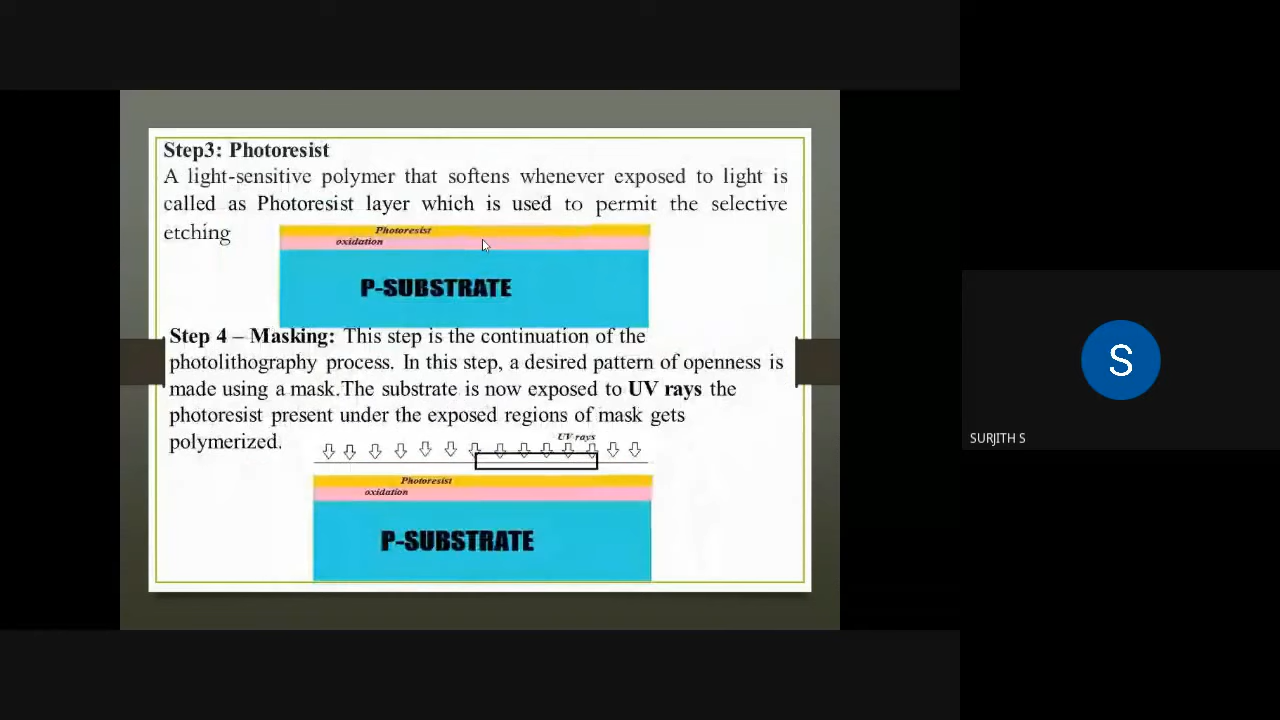 Step3: Photoresist
A light-sensitive polymer that softens whenever exposed to light is
called as Photoresist layer which is used to permit the selective
etching
Photoresist
oxidation
P-SUBSTRATE
Step 4 – Masking: This step is the continuation of the
photolithography process. In this step, a desired pattern of openness is
made using a mask.The substrate is now exposed to UV rays the
photoresist present under the exposed regions of mask gets
polymerized.
UV rays
Photoresist
oxidation
P-SUBSTRATE
S
SURJITH S